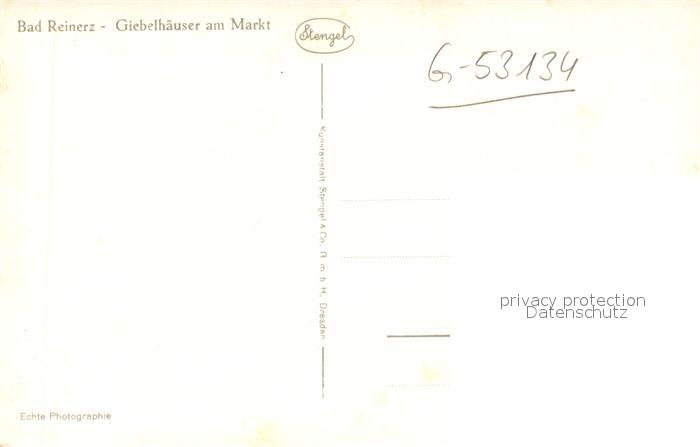 Bad Reinerz - Giebelhäuser am Markt
Stengel
G-53134
Kunstanstalt Stengel & Co. G. m. b. H., Dresden
privacy protection
Datenschutz
Echte Photographie